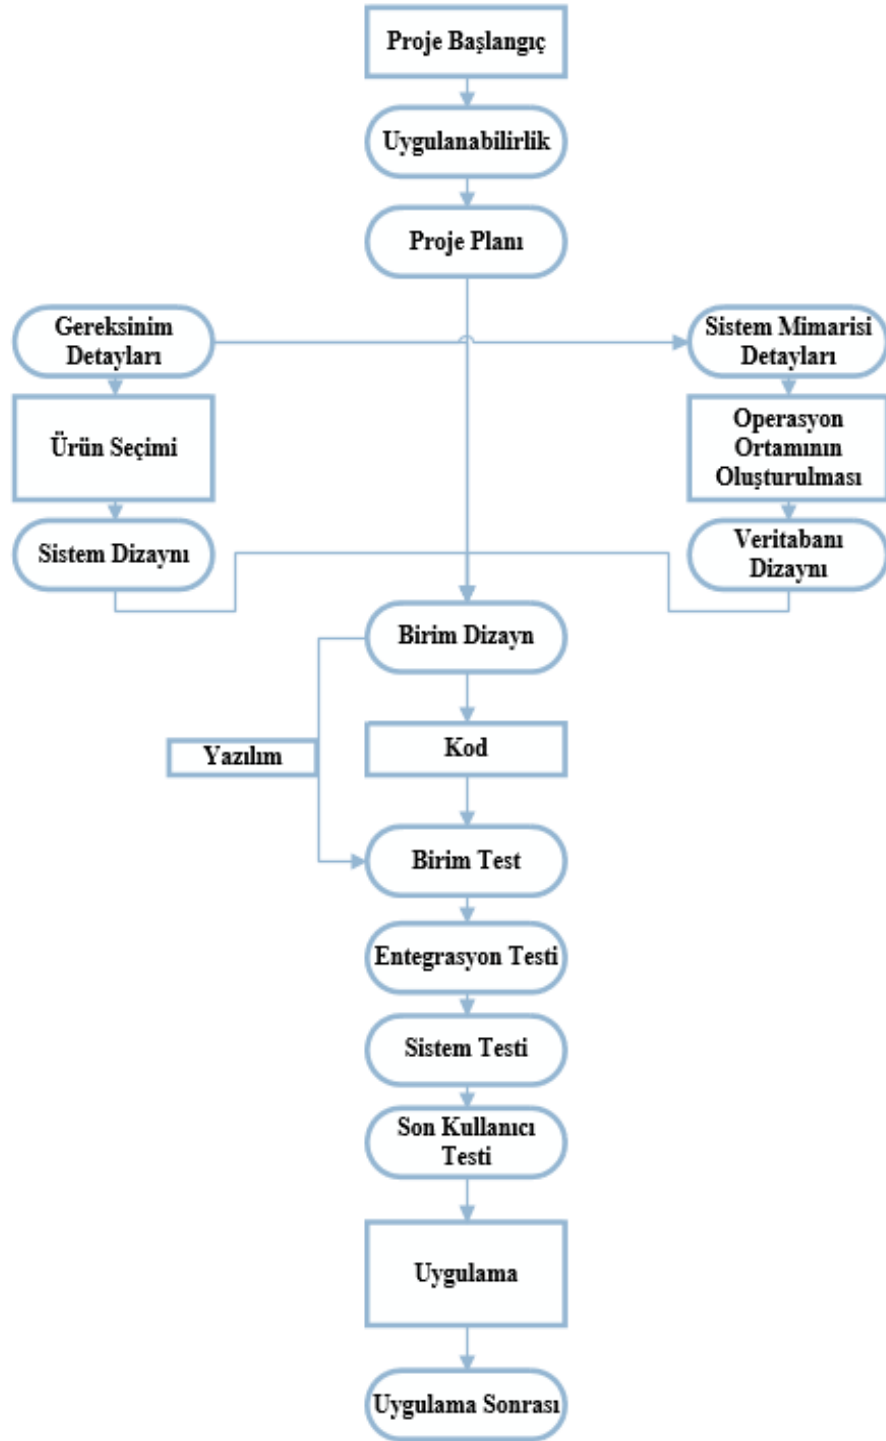 Proje Başlangıç
Uygulanabilirlik
Proje Planı
Gereksinim
Detayları
Sistem Mimarisi
Detayları
Ürün Seçimi
Operasyon
Ortamının
Oluşturulması
Sistem Dizaynı
Veritabanı
Dizaynı
Birim Dizayn
Yazılım
Kod
Birim Test
Entegrasyon Testi
Sistem Testi
Son Kullanıcı
Testi
Uygulama
Uygulama Sonrası